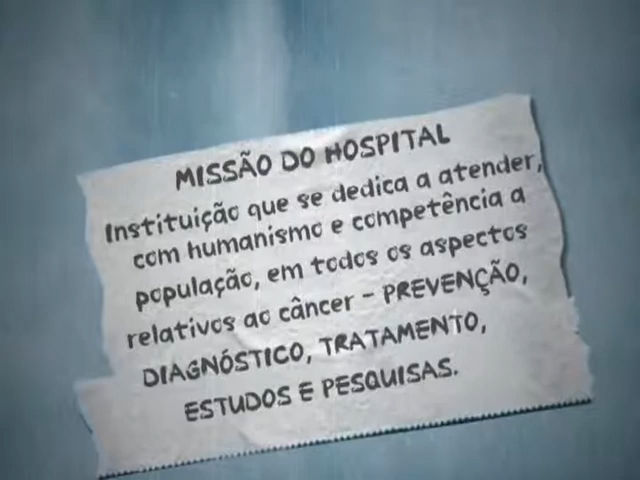 MISSÃO DO HOSPITAL
Instituição que se dedica a atender,
com humanismo e competência a
população, em todos os aspectos
relativos ao câncer - PREVENÇÃO,
DIAGNÓSTICO, TRATAMENTO,
ESTUDOS E PESQUISAS.